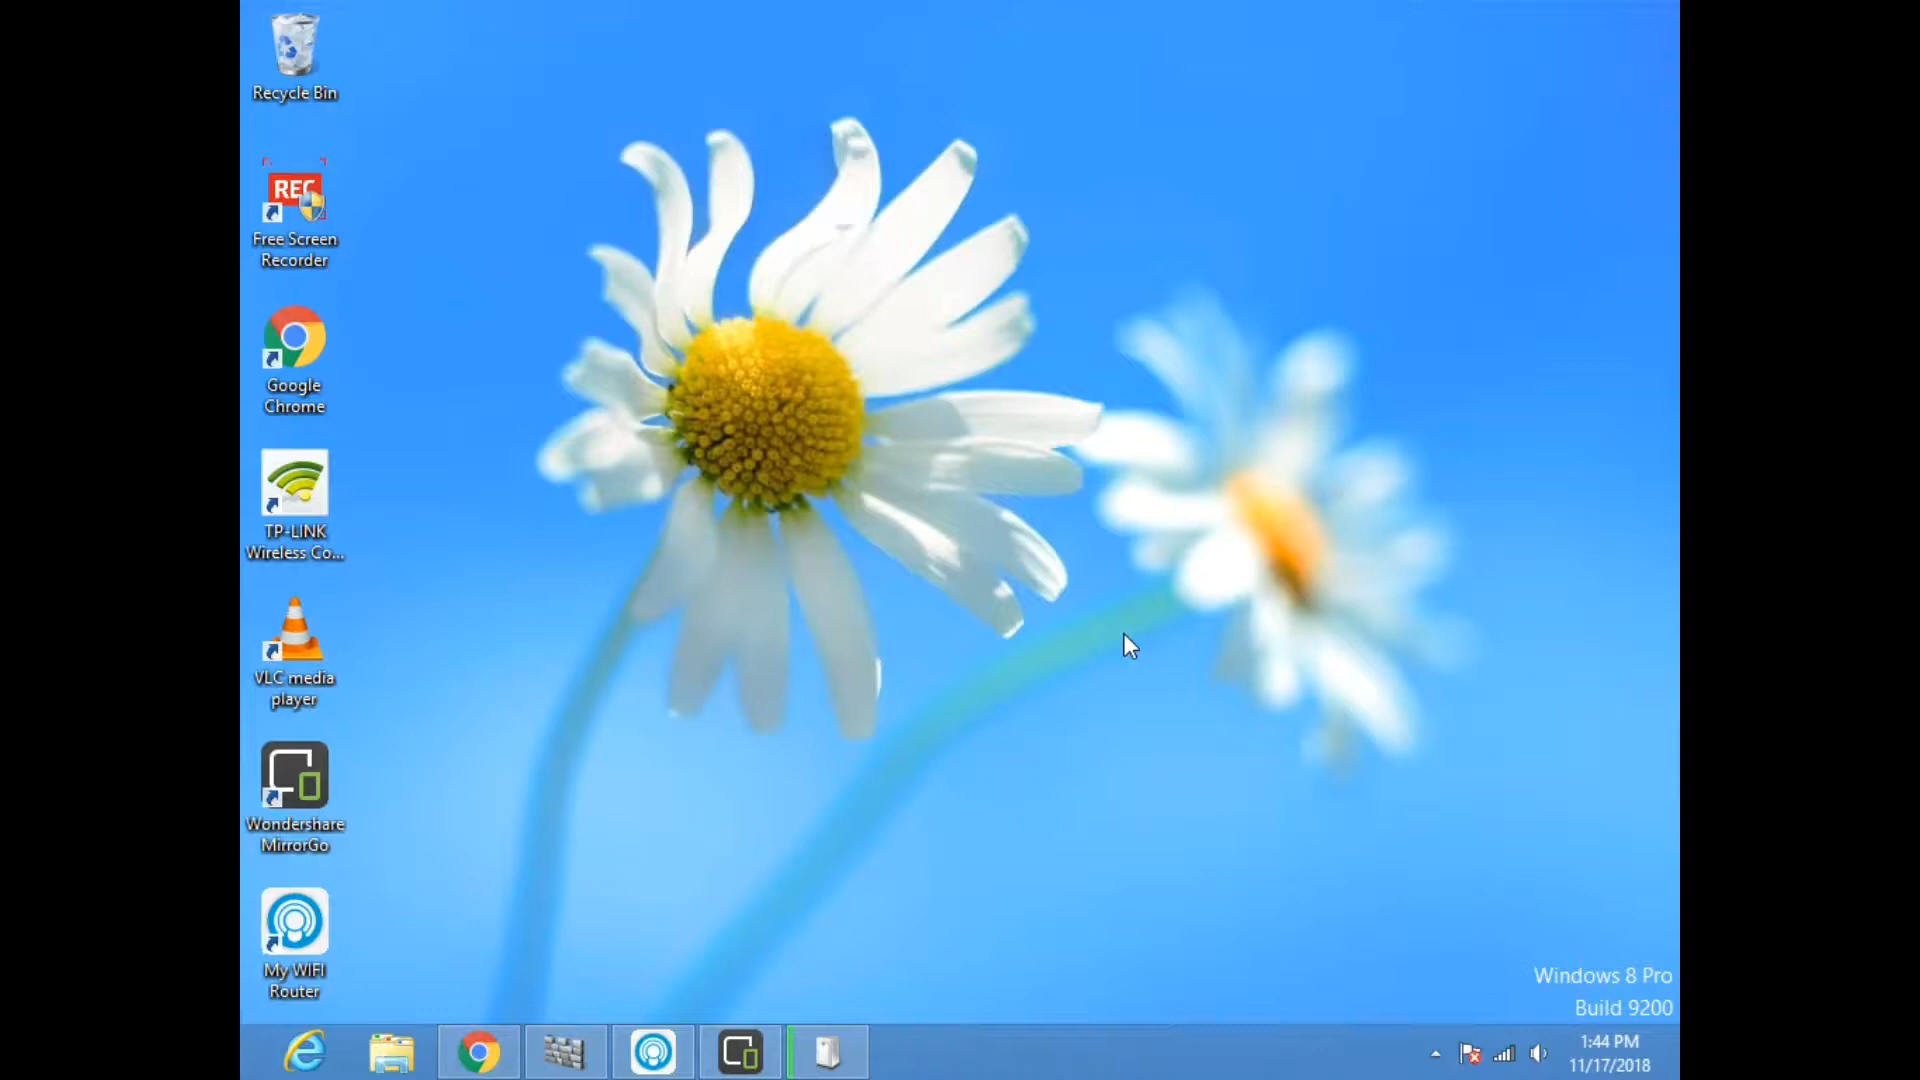 Recycle Bin
REC
Free Screen
Recorder
Google
Chrome
TP-LINK
Wireless Co...
VLC media
player
Wondershare
MirrorGo
My WIFI
Router
Windows 8 Pro
Build 9200
1:44 PM
11/17/2018